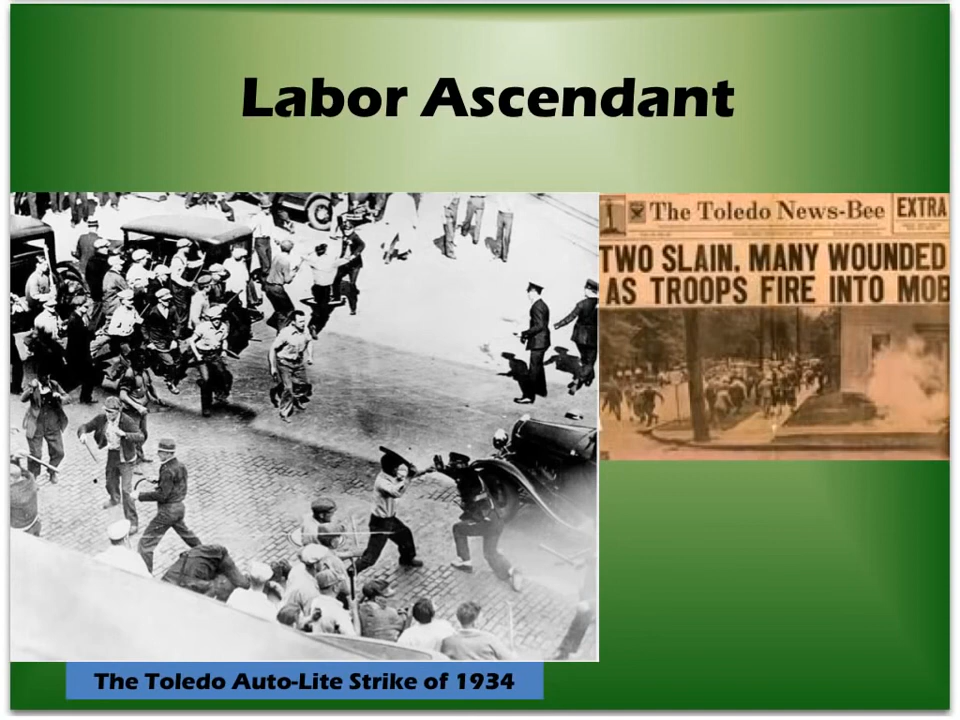 Labor Ascendant
The Toledo News-Bee
EXTRA
TWO SLAIN, MANY WOUNDED
AS TROOPS FIRE INTO MOB
The Toledo Auto-Lite Strike of 1934